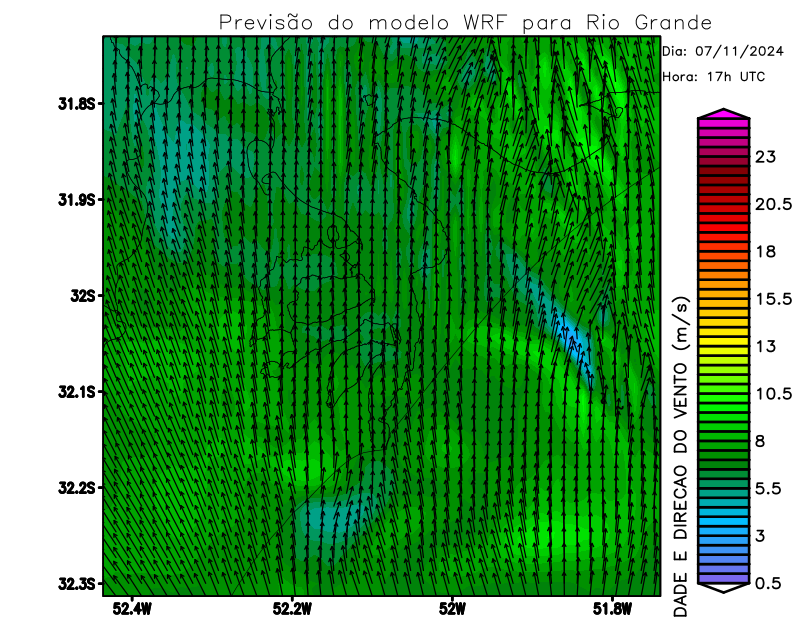 Previsão do modelo WRF para Rio Grande
Dia: 07/11/2024
Hora: 17h UTC
31.8S
31.9S
32S
32.1S
32.2S
32.3S
52.4W
52.2W
52W
51.8W
23
20.5
18
15.5
13
10.5
8
5.5
3
0.5
DADE E DIRECAO DO VENTO (m/s)